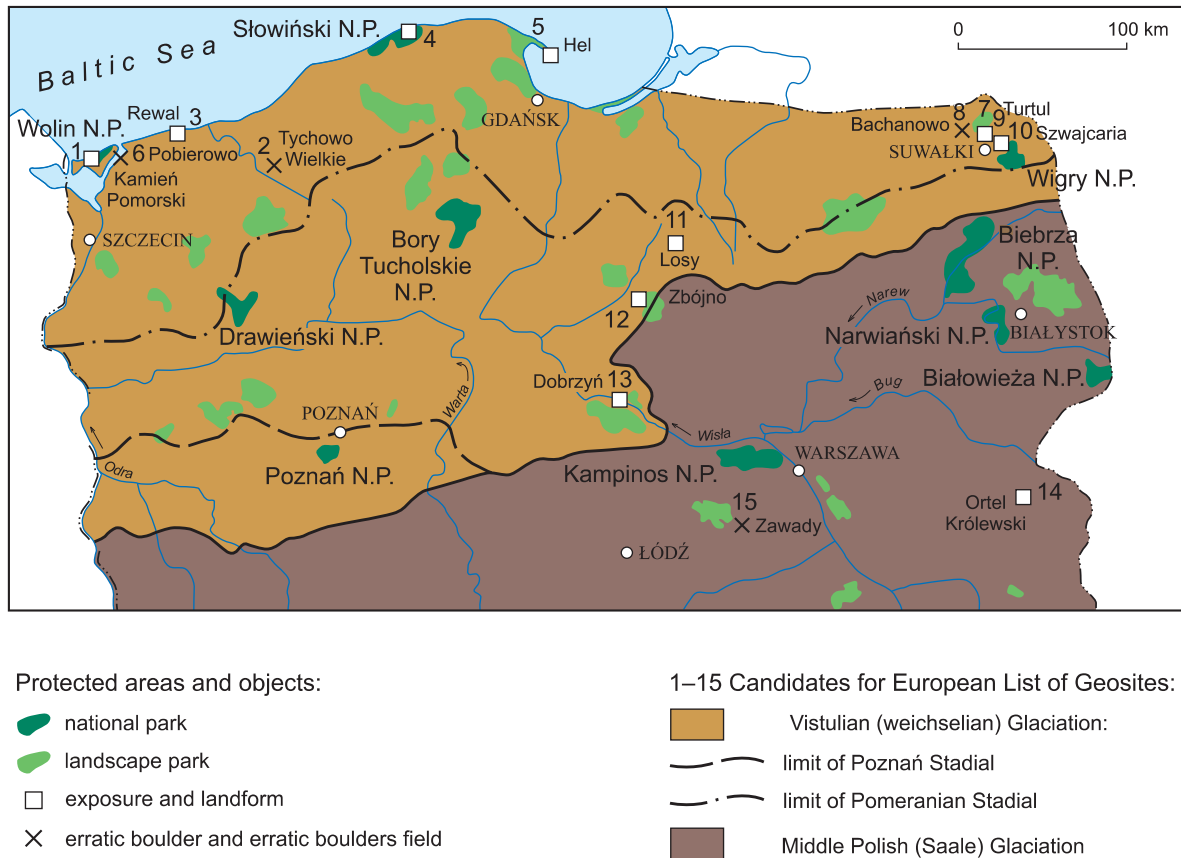 Słowiński N.P.
4
5
Hel
0
100 km
Baltic Sea
Rewal
3
GDAŃSK
Wolin N.P.
1
6
Pobierowo
Kamień
Pomorski
2
Tychowo
Wielkie
8
7
Turtul
9
Bachanowo
10
Szwajcaria
SUWAŁKI
Wigry N.P.
SZCZECIN
Bory
Tucholskie
N.P.
11
Losy
Biebrza
N.P.
Zbójno
12
Narew
Drawieński N.P.
Narwiański N.P.
BIAŁYSTOK
Dobrzyń
13
Białowieża N.P.
Bug
POZNAŃ
Warta
Wisła
Odra
Poznań N.P.
Kampinos N.P.
WARSZAWA
15
Zawady
Ortel
Królewski
14
ŁÓDŹ
Protected areas and objects:
national park
landscape park
exposure and landform
erratic boulder and erratic boulders field
1–15 Candidates for European List of Geosites:
Vistulian (weichselian) Glaciation:
limit of Poznań Stadial
limit of Pomeranian Stadial
Middle Polish (Saale) Glaciation